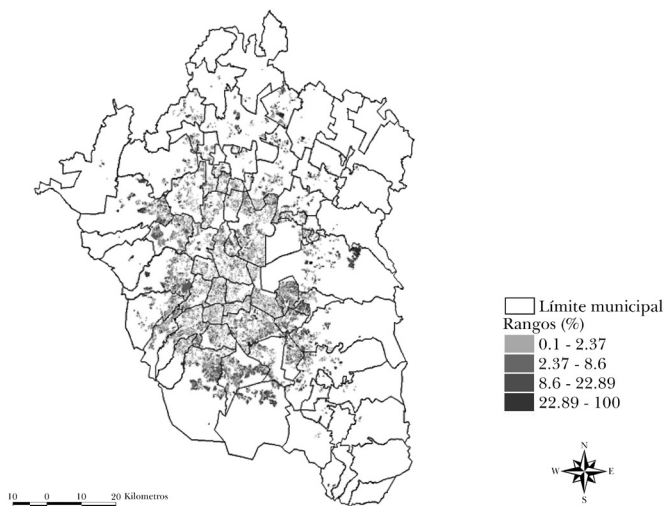 Límite municipal
Rangos (%)
0.1 - 2.37
2.37 - 8.6
8.6 - 22.89
22.89 - 100
N
W E
S
10 0 10 20 Kilometros